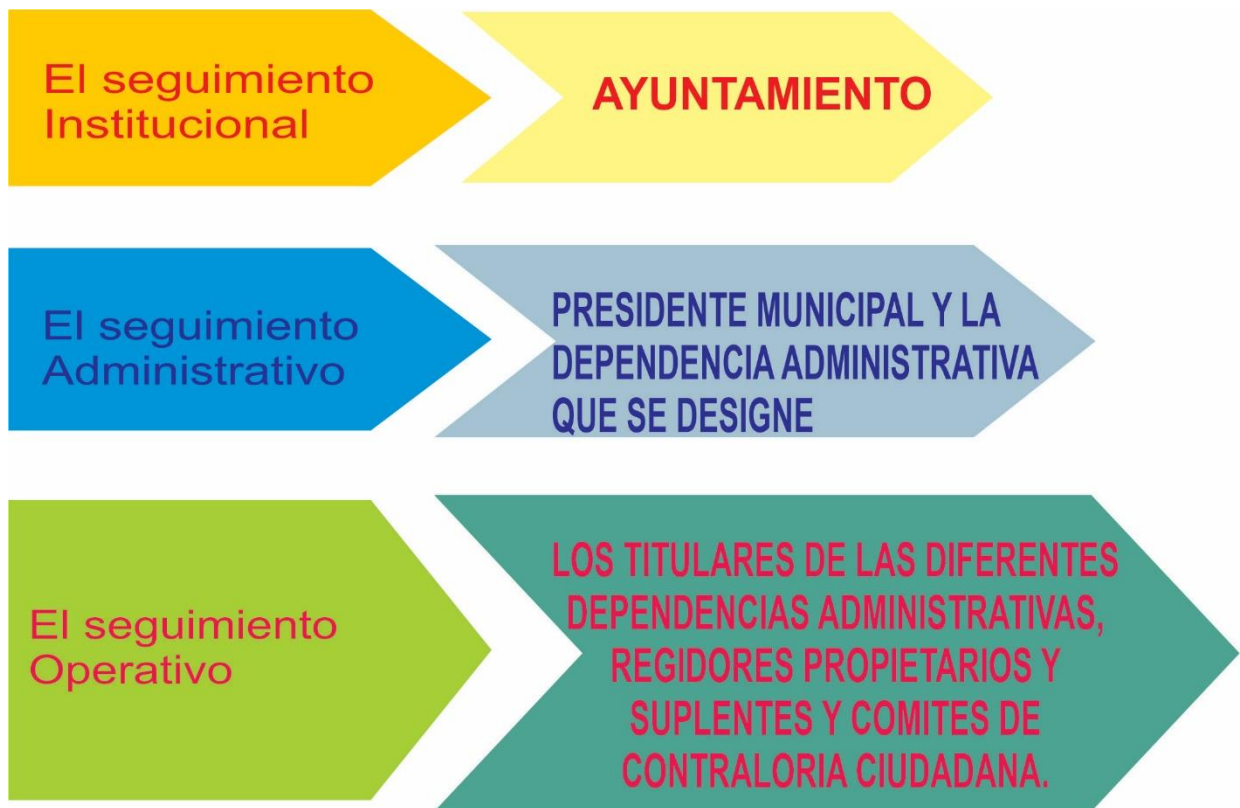 El seguimiento
Institucional
AYUNTAMIENTO
El seguimiento
Administrativo
PRESIDENTE MUNICIPAL Y LA
DEPENDENCIA ADMINISTRATIVA
QUE SE DESIGNE
El seguimiento
Operativo
LOS TITULARES DE LAS DIFERENTES
DEPENDENCIAS ADMINISTRATIVAS,
REGIDORES PROPIETARIOS Y
SUPLENTES Y COMITES DE
CONTRALORIA CIUDADANA.